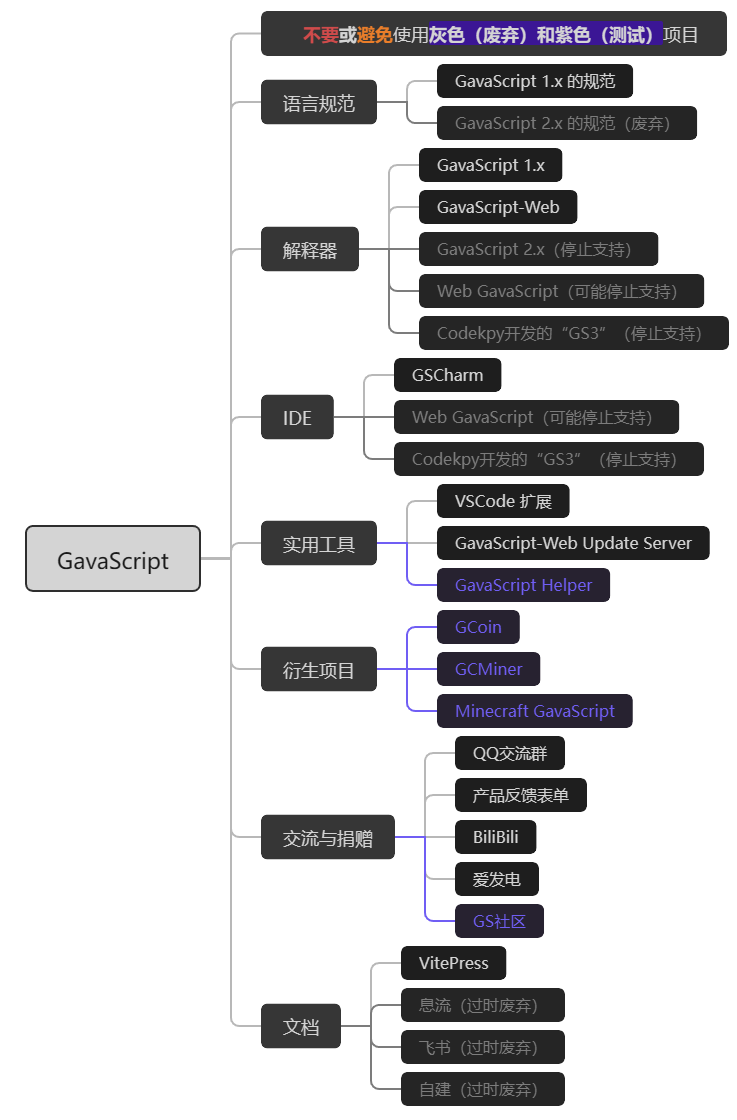 不要或避免使用灰色（废弃）和紫色（测试）项目
语言规范
GavaScript 1.x 的规范
GavaScript 2.x 的规范（废弃）
解释器
GavaScript 1.x
GavaScript-Web
GavaScript 2.x（停止支持）
Web GavaScript（可能停止支持）
Codekpy开发的“GS3”（停止支持）
IDE
GSCharm
Web GavaScript（可能停止支持）
Codekpy开发的“GS3”（停止支持）
GavaScript
实用工具
VSCode 扩展
GavaScript-Web Update Server
GavaScript Helper
衍生项目
GCoin
GCMiner
Minecraft GavaScript
交流与捐赠
QQ交流群
产品反馈表单
BiliBili
爱发电
GS社区
文档
VitePress
息流（过时废弃）
飞书（过时废弃）
自建（过时废弃）